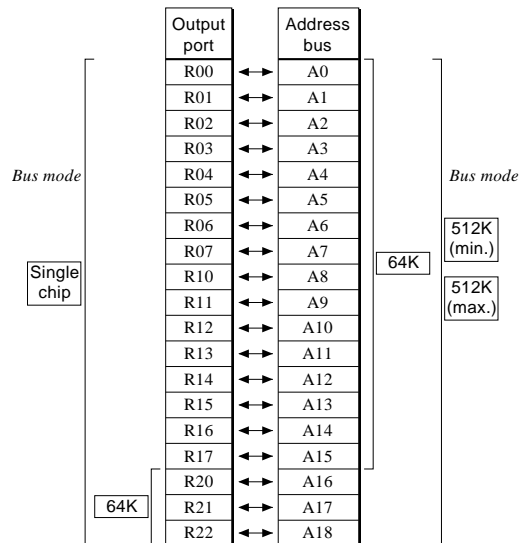 Output port Address bus
R00 A0
R01 A1
R02 A2
R03 A3
Bus mode R04 A4 Bus mode
R05 A5
R06 A6 512K (min.)
R07 A7 64K
Single chip R10 A8 512K (max.)
R11 A9
R12 A10
R13 A11
R14 A12
R15 A13
R16 A14
R17 A15
R20 A16
64K R21 A17
R22 A18